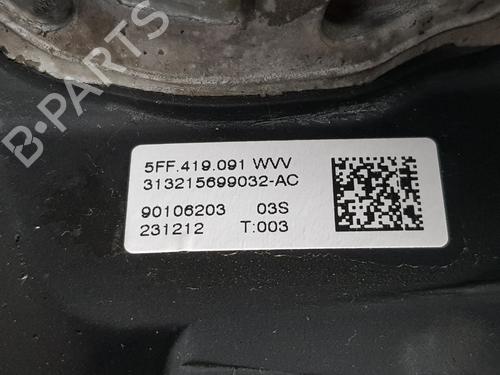 B-PARTS
5FF.419.091 WVV
313215699032-AC
90106203 03S
231212 T:003